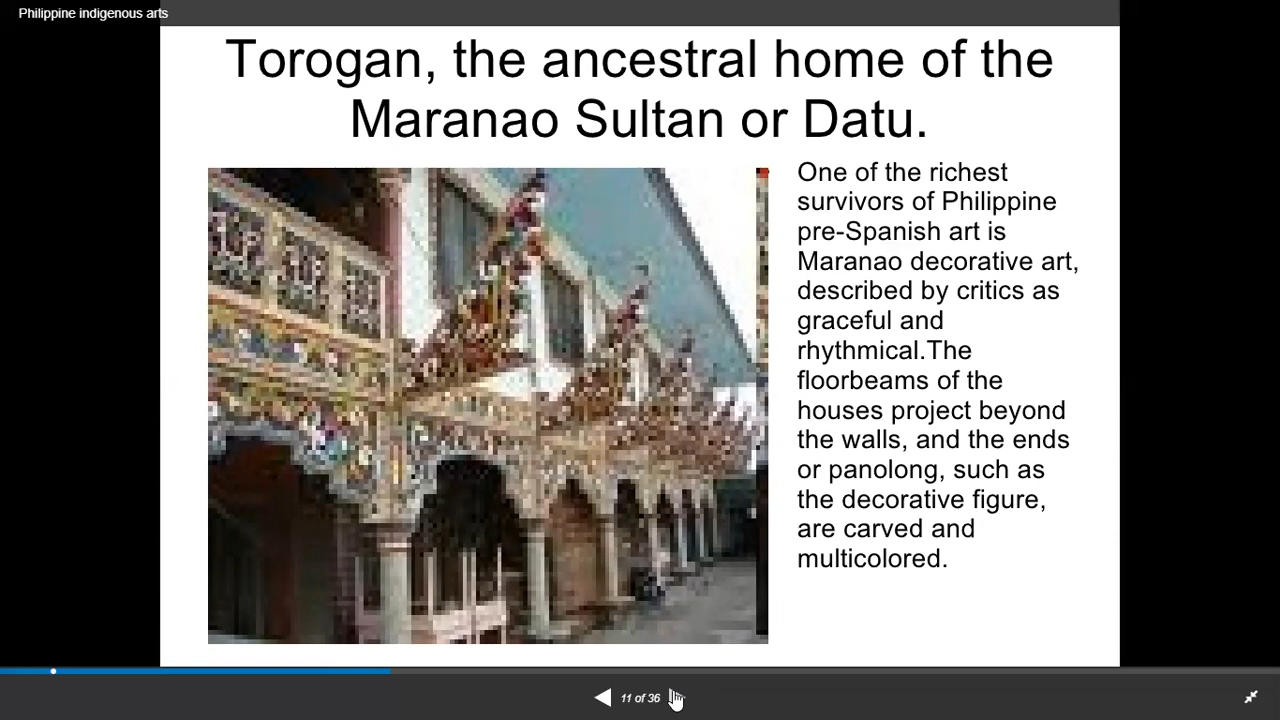 Philippine indigenous arts
Torogan, the ancestral home of the
Maranao Sultan or Datu.
One of the richest
survivors of Philippine
pre-Spanish art is
Maranao decorative art,
described by critics as
graceful and
rhythmical.The
floorbeams of the
houses project beyond
the walls, and the ends
or panolong, such as
the decorative figure,
are carved and
multicolored.
11 of 36